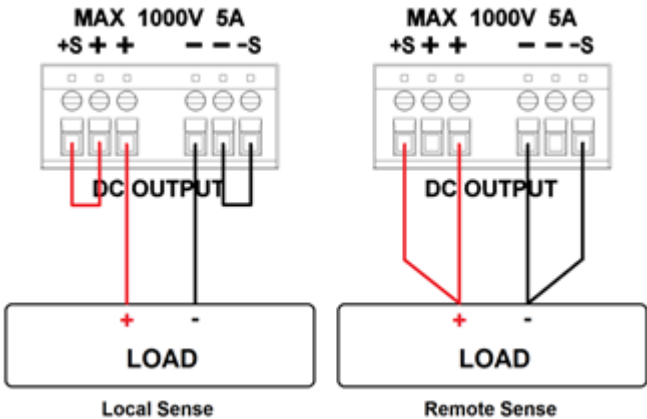 MAX 1000V 5A
+S + + - - -S
DC OUTPUT
+ -
LOAD
Local Sense
MAX 1000V 5A
+S + + - - -S
DC OUTPUT
+ -
LOAD
Remote Sense